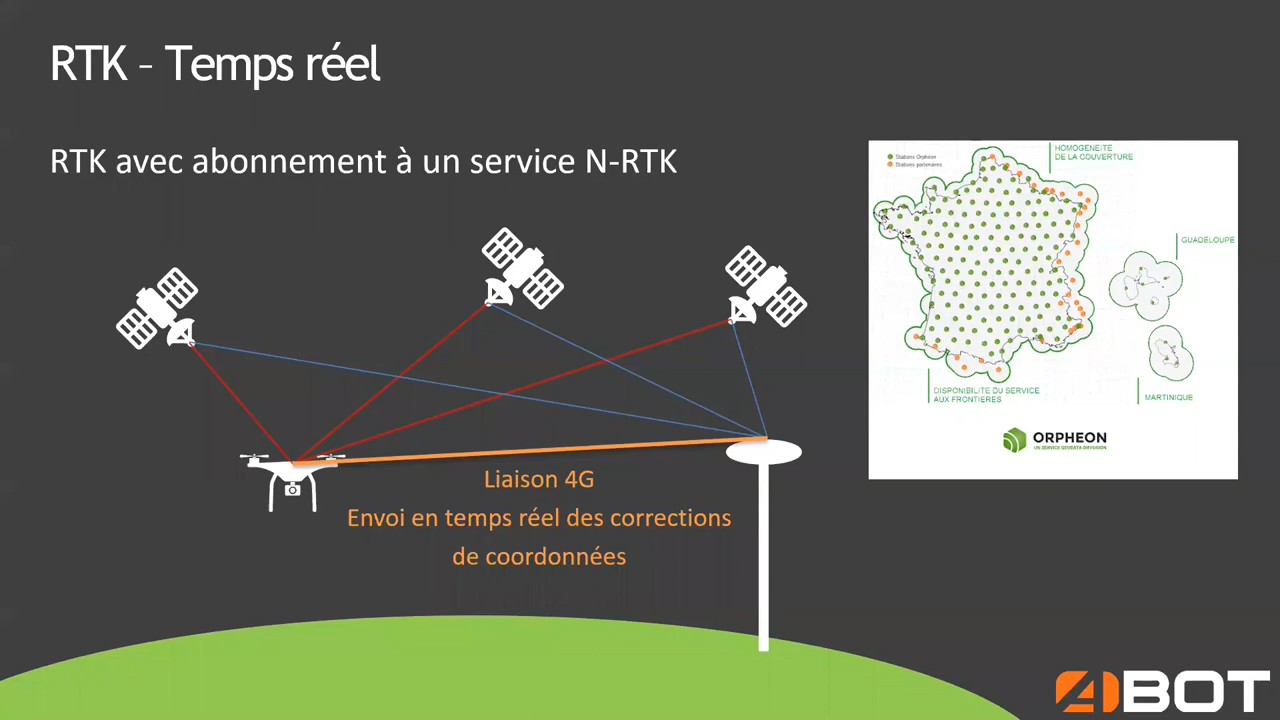 RTK - Temps réel
RTK avec abonnement à un service N-RTK
Stations Orphéon
Stations partenaires
HOMOGENEITE
DE LA COUVERTURE
GUADELOUPE
DISPONIBILITE DU SERVICE
AUX FRONTIERES
MARTINIQUE
ORPHEON
UN SERVICE GEODATA DIFFUSION
Liaison 4G
Envoi en temps réel des corrections
de coordonnées
ABOT